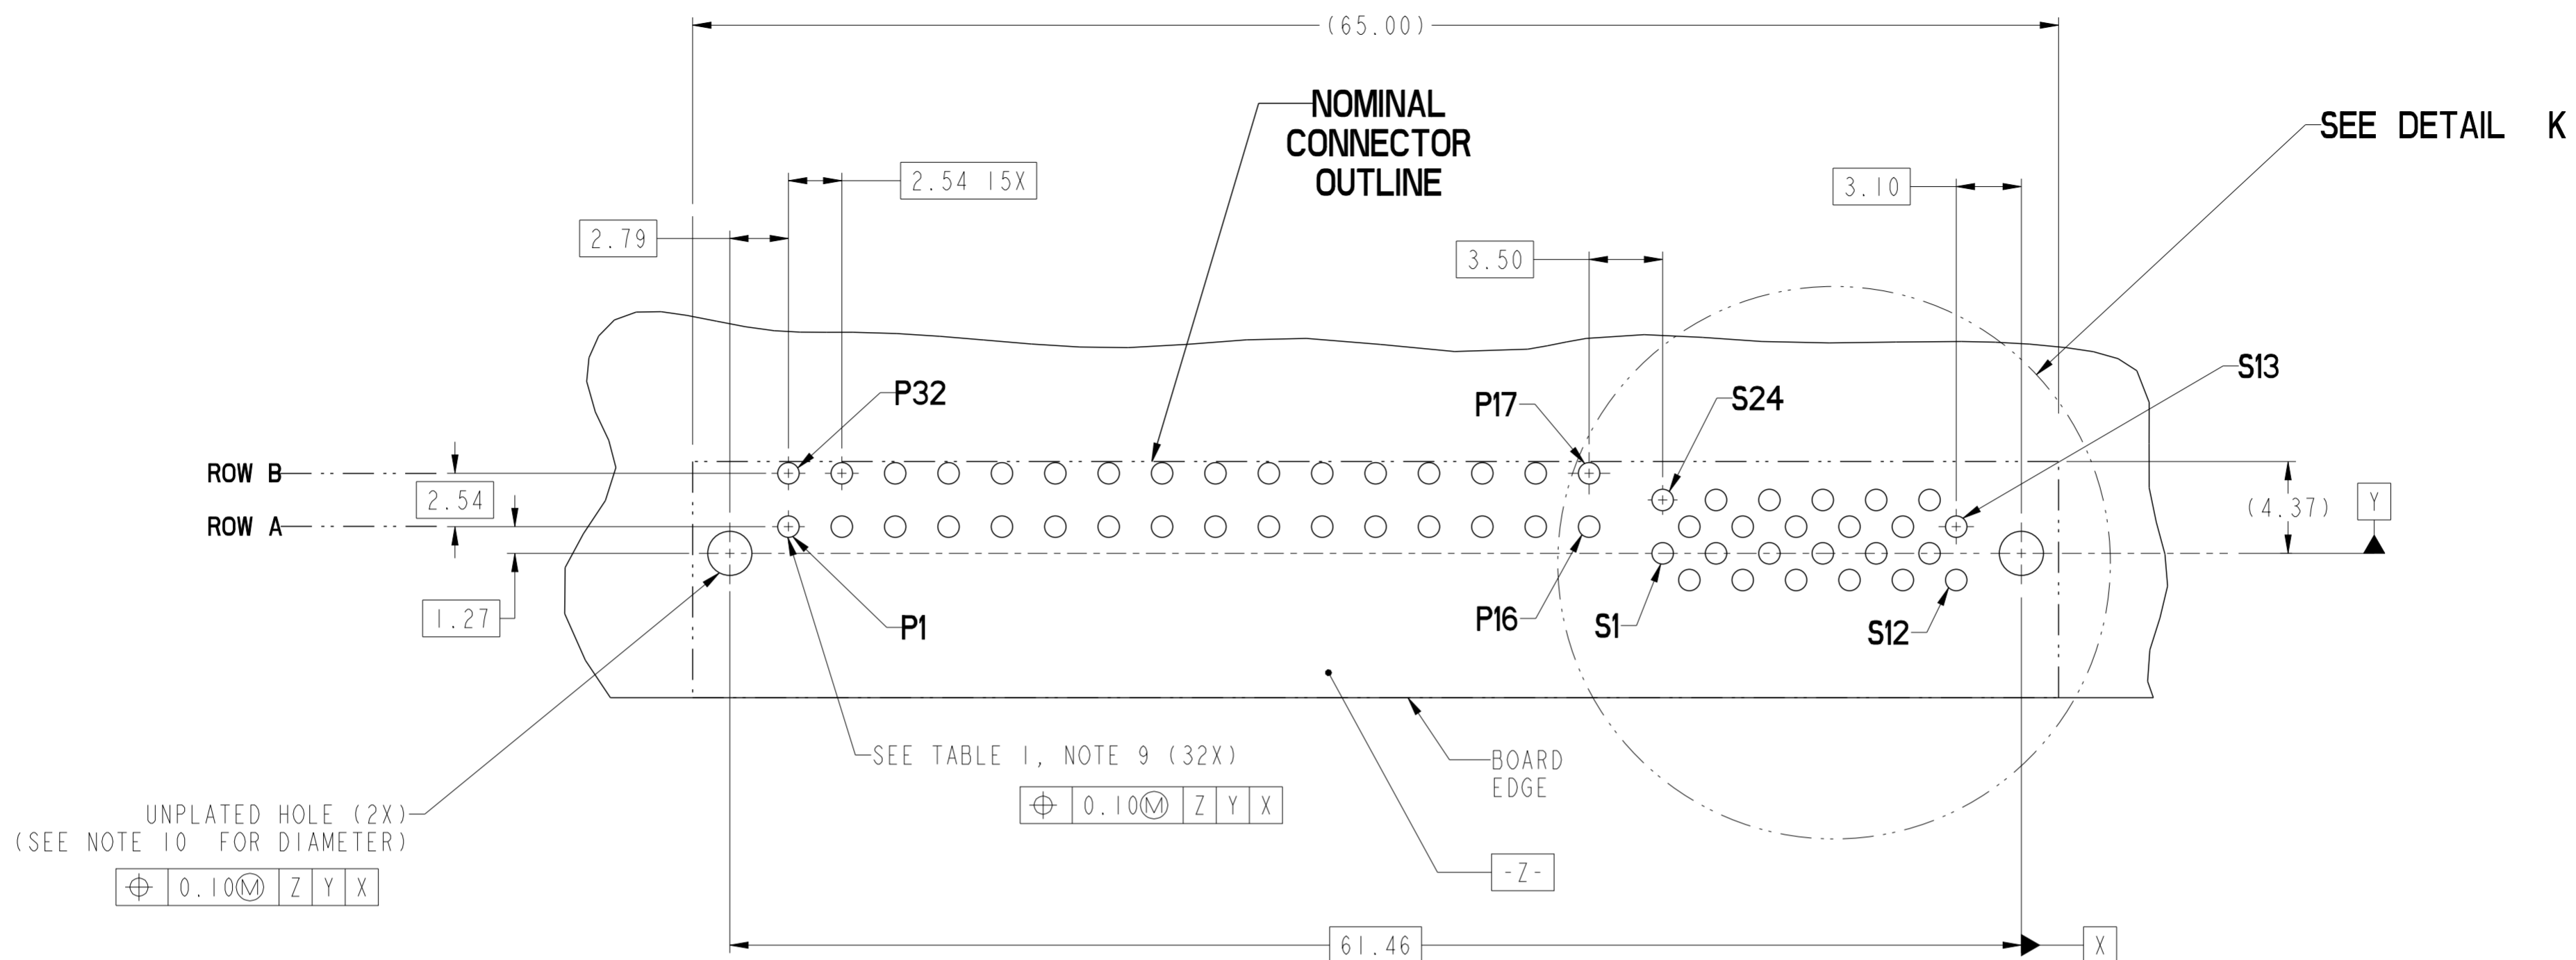 (65.00)
NOMINAL
CONNECTOR
OUTLINE
SEE DETAIL K
2.54 15X
3.10
2.79
3.50
P32
P17
S24
S13
ROW B
2.54
ROW A
(4.37)
Y
1.27
P1
P16
S1
S12
SEE TABLE 1, NOTE 9 (32X)
⌖ 0.10Ⓜ Z Y X
BOARD
EDGE
UNPLATED HOLE (2X)
(SEE NOTE 10 FOR DIAMETER)
⌖ 0.10Ⓜ Z Y X
-Z-
61.46
X